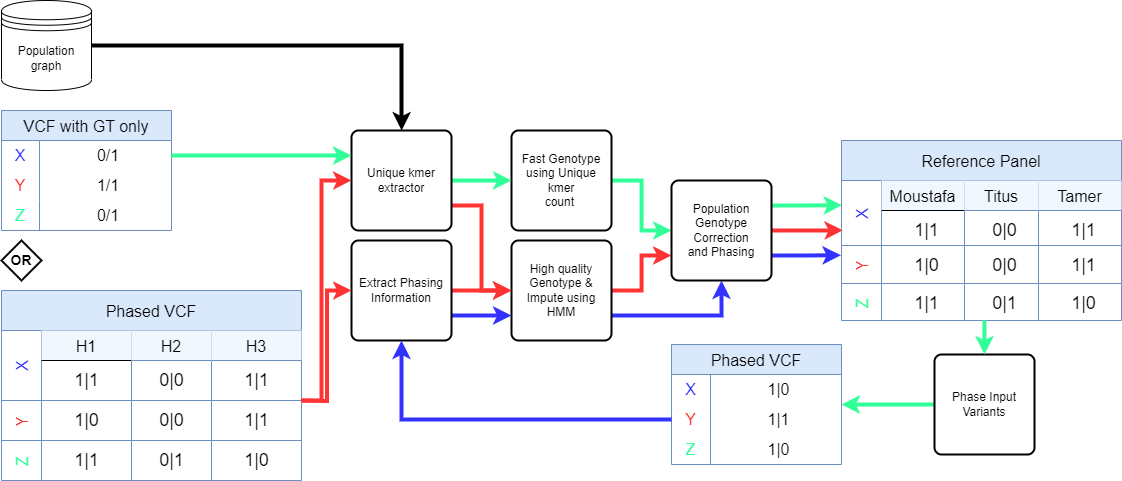 Population
graph
VCF with GT only
X 0/1
Y 1/1
Z 0/1
OR
Phased VCF
H1 H2 H3
X 1|1 0|0 1|1
Y 1|0 0|0 1|1
Z 1|1 0|1 1|0
Unique kmer
extractor
Extract Phasing
Information
Fast Genotype
using Unique
kmer
count
High quality
Genotype &
Impute using
HMM
Population
Genotype
Correction
and Phasing
Reference Panel
Moustafa Titus Tamer
X 1|1 0|0 1|1
Y 1|0 0|0 1|1
Z 1|1 0|1 1|0
Phase Input
Variants
Phased VCF
X 1|0
Y 1|1
Z 1|0